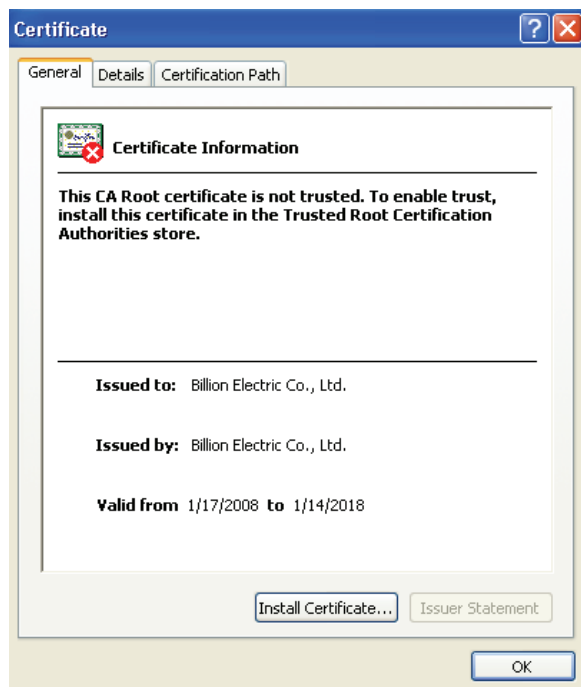 Certificate
General Details Certification Path
Certificate Information
This CA Root certificate is not trusted. To enable trust,
install this certificate in the Trusted Root Certification
Authorities store.
Issued to: Billion Electric Co., Ltd.
Issued by: Billion Electric Co., Ltd.
Valid from 1/17/2008 to 1/14/2018
Install Certificate... Issuer Statement
OK